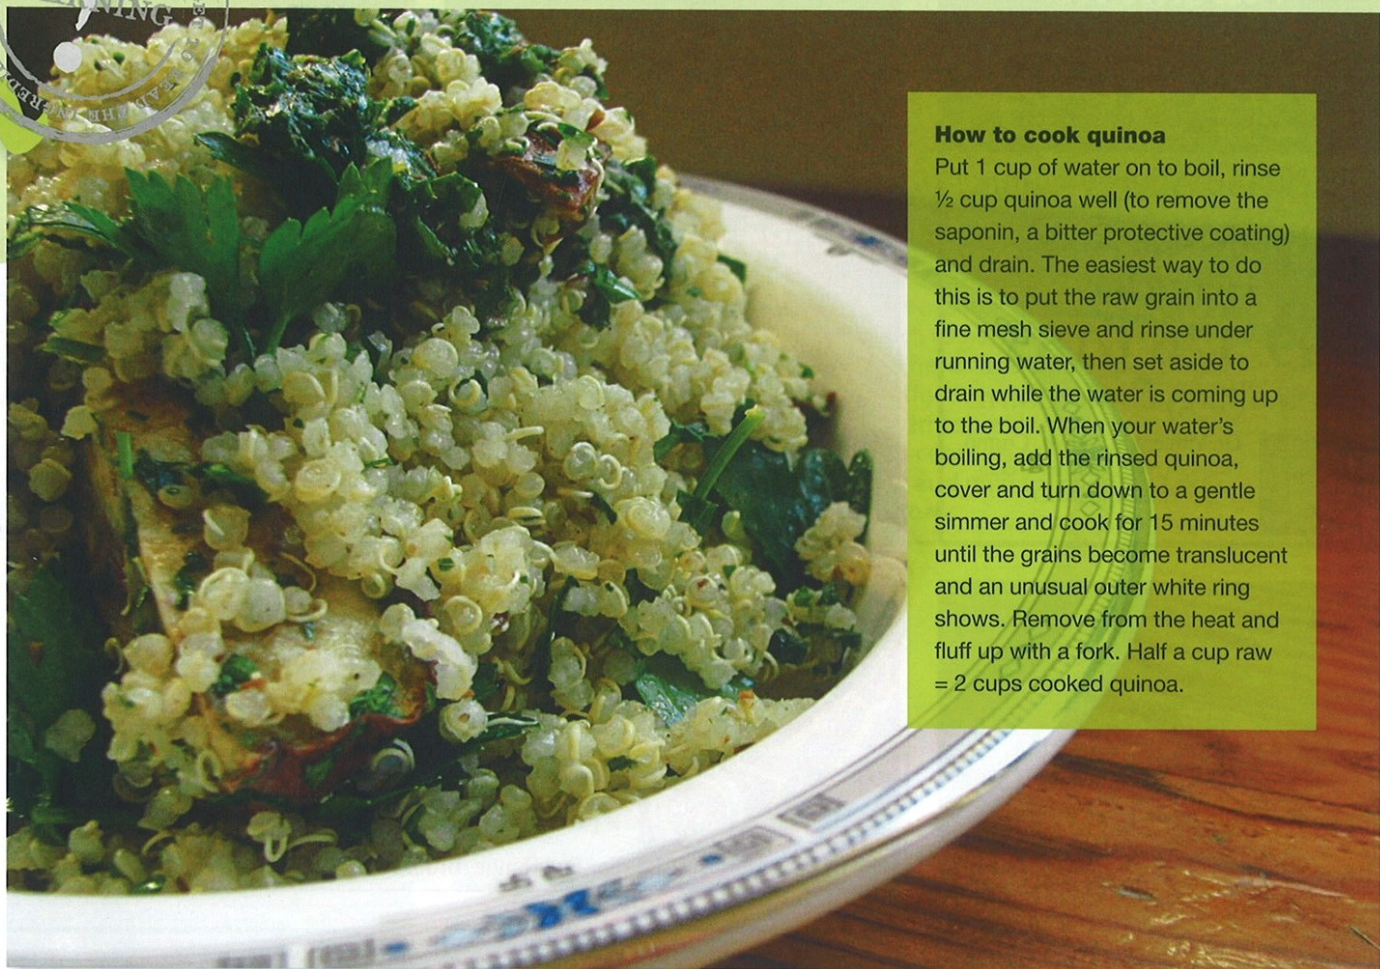 RNING
READ THE INGREDI
How to cook quinoa
Put 1 cup of water on to boil, rinse
½ cup quinoa well (to remove the
saponin, a bitter protective coating)
and drain. The easiest way to do
this is to put the raw grain into a
fine mesh sieve and rinse under
running water, then set aside to
drain while the water is coming up
to the boil. When your water’s
boiling, add the rinsed quinoa,
cover and turn down to a gentle
simmer and cook for 15 minutes
until the grains become translucent
and an unusual outer white ring
shows. Remove from the heat and
fluff up with a fork. Half a cup raw
= 2 cups cooked quinoa.